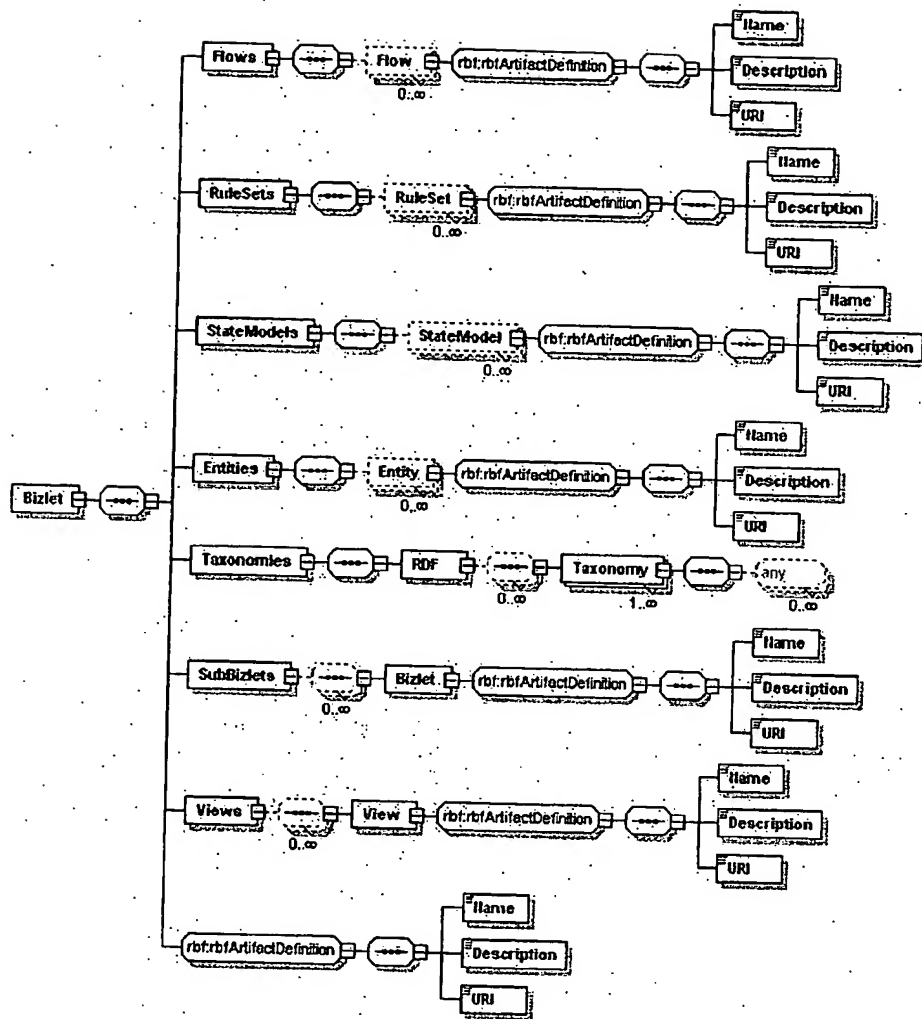 Name
Flows Flow rbf:rbfArtifactDefinition Description
0..∞
URI
Name
RuleSets RuleSet rbf:rbfArtifactDefinition Description
0..∞
URI
Name
StateModels StateModel rbf:rbfArtifactDefinition Description
0..∞
URI
Name
Entities Entity rbf:rbfArtifactDefinition Description
0..∞
URI
Bizlet
Taxonomies RDF Taxonomy any
0..∞ 1..∞ 0..∞
Name
SubBizlets Bizlet rbf:rbfArtifactDefinition Description
0..∞
URI
Name
Views View rbf:rbfArtifactDefinition Description
0..∞
URI
Name
rbf:rbfArtifactDefinition Description
URI